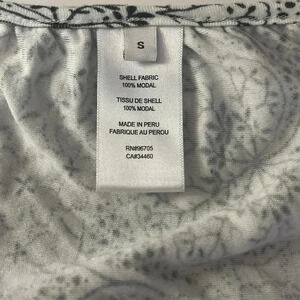 S
SHELL FABRIC
100% MODAL
TISSU DE SHELL
100% MODAL
MADE IN PERU
FABRIQUE AU PEROU
RN#96705
CA#34460